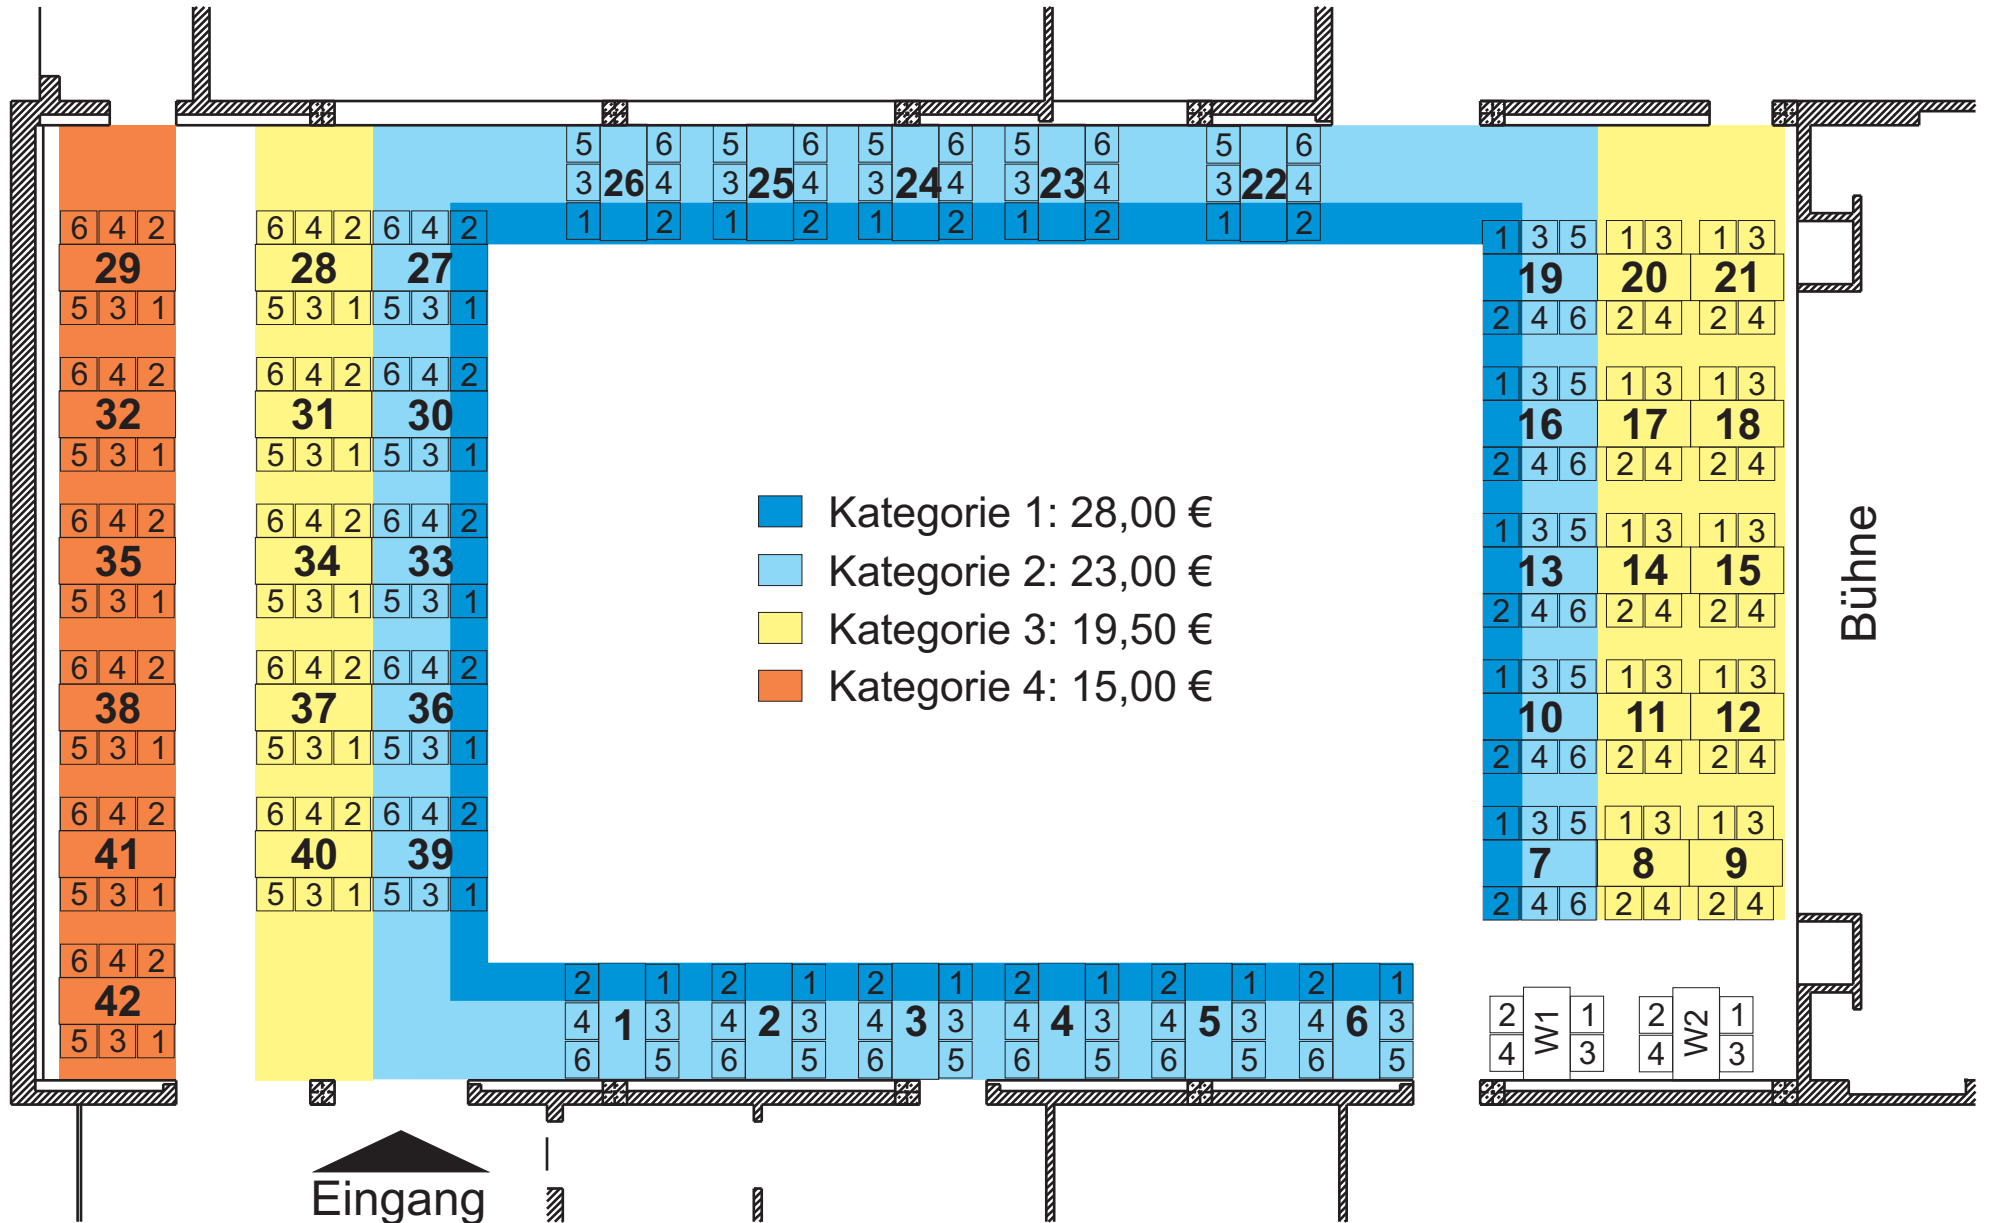 5 6 5 6 5 6 5 6 5 6
3 26 4 3 25 4 3 24 4 3 23 4 3 22 4
1 2 1 2 1 2 1 2 1 2
6 4 2 6 4 2 6 4 2 1 3 5 1 3 1 3
29 28 27 19 20 21
5 3 1 5 3 1 5 3 1 2 4 6 2 4 2 4
6 4 2 6 4 2 6 4 2 1 3 5 1 3 1 3
32 31 30 16 17 18
5 3 1 5 3 1 5 3 1 2 4 6 2 4 2 4
Kategorie 1: 28,00 €
Kategorie 2: 23,00 €
Kategorie 3: 19,50 €
Kategorie 4: 15,00 €
6 4 2 6 4 2 6 4 2 1 3 5 1 3 1 3
35 34 33 13 14 15
5 3 1 5 3 1 5 3 1 2 4 6 2 4 2 4
Bühne
6 4 2 6 4 2 6 4 2 1 3 5 1 3 1 3
38 37 36 10 11 12
5 3 1 5 3 1 5 3 1 2 4 6 2 4 2 4
6 4 2 6 4 2 6 4 2 1 3 5 1 3 1 3
41 40 39 7 8 9
5 3 1 5 3 1 5 3 1 2 4 6 2 4 2 4
6 4 2
42
5 3 1
2 1 2 1 2 1 2 1 2 1 2 1
4 1 3 4 2 3 4 3 3 4 4 3 4 5 3 4 6 3
6 5 6 5 6 5 6 5 6 5 6 5
2 1 2 1
W1 W2
4 3 4 3
Eingang